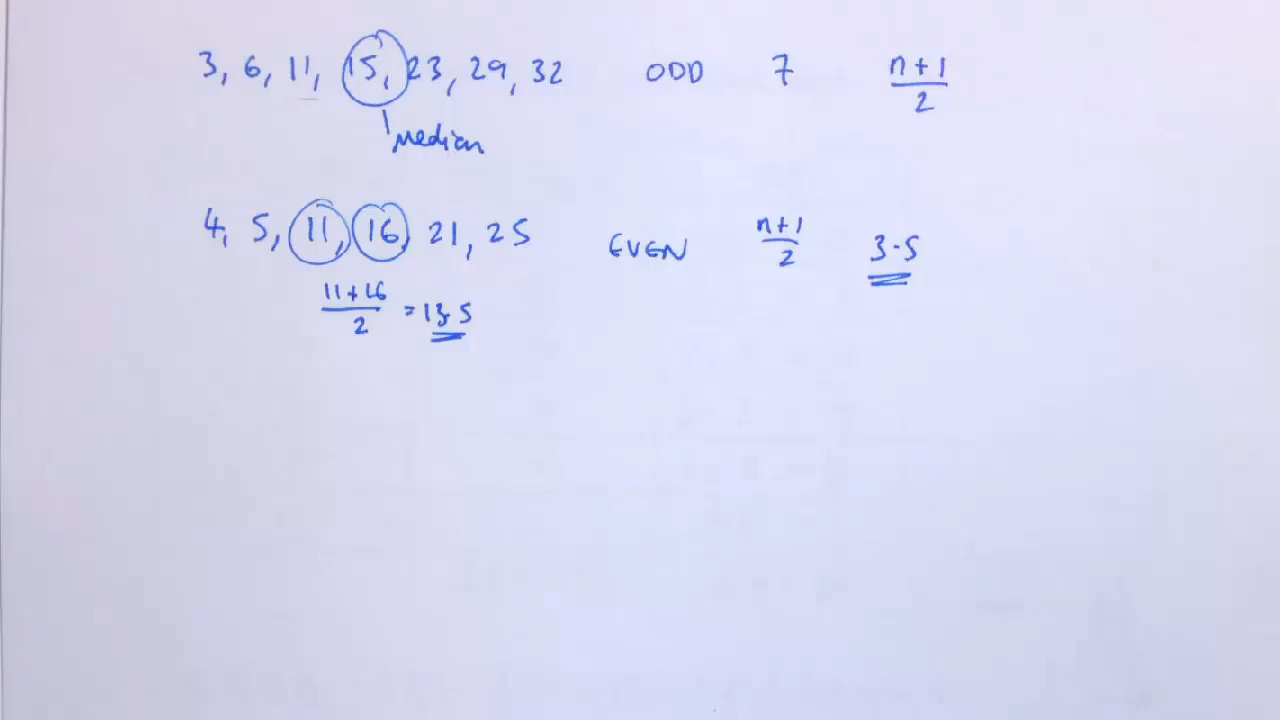 3, 6, 11, 15, 23, 29, 32 ODD 7 n+1/2
median
4, 5, 11, 16, 21, 25 EVEN n+1/2 3.5
11+16/2 = 13.5